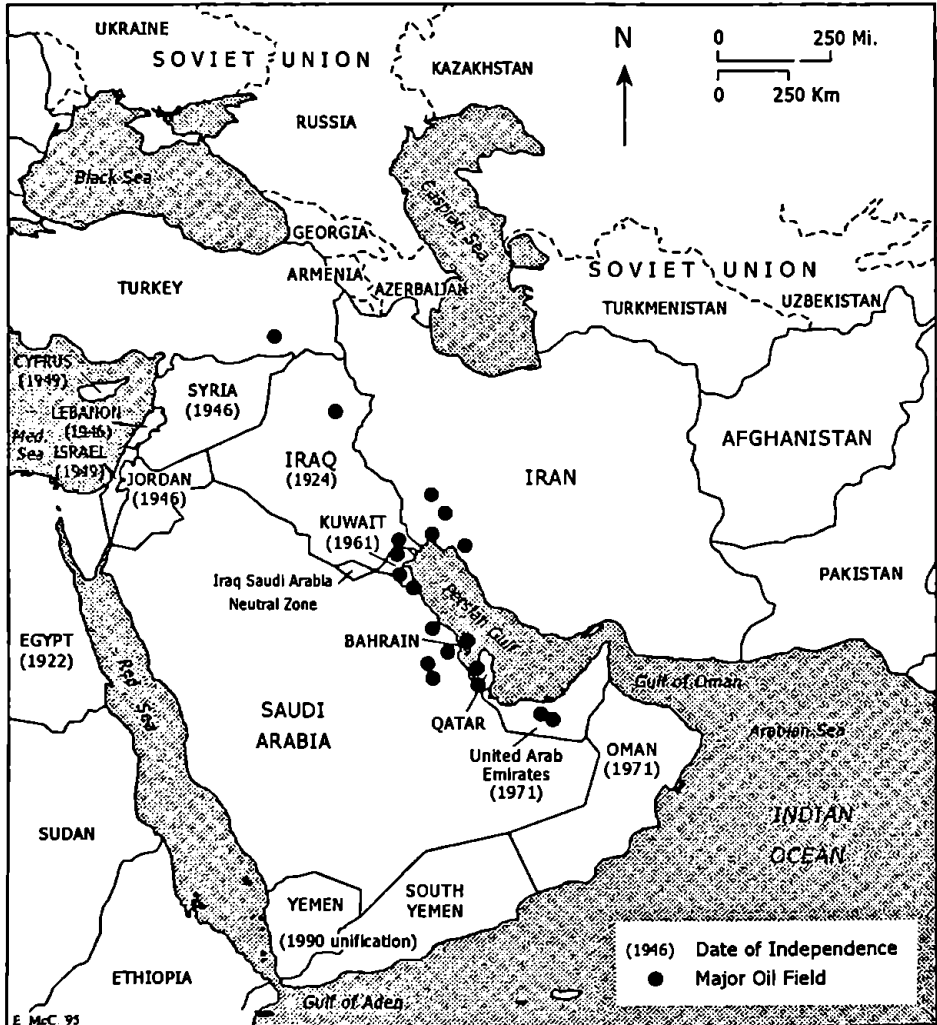 UKRAINE
SOVIET UNION
KAZAKHSTAN
RUSSIA
N
0 250 Mi.
0 250 Km
Black Sea
Caspian Sea
GEORGIA
ARMENIA
AZERBAIJAN
SOVIET UNION
TURKMENISTAN
UZBEKISTAN
TURKEY
CYFRUS
(1949)
SYRIA
(1946)
LEBANON
(1946)
Med.
Sea
ISRAEL
(1949)
JORDAN
(1946)
IRAQ
(1924)
IRAN
AFGHANISTAN
KUWAIT
(1961)
Iraq Saudi Arabia
Neutral Zone
PAKISTAN
Persian Gulf
BAHRAIN
EGYPT
(1922)
Red Sea
Gulf of Oman
SAUDI
ARABIA
QATAR
United Arab
Emirates
(1971)
OMAN
(1971)
Arabian Sea
SUDAN
INDIAN
OCEAN
YEMEN
SOUTH
YEMEN
(1990 unification)
ETHIOPIA
Gulf of Aden
(1946) Date of Independence
Major Oil Field
E McC 95